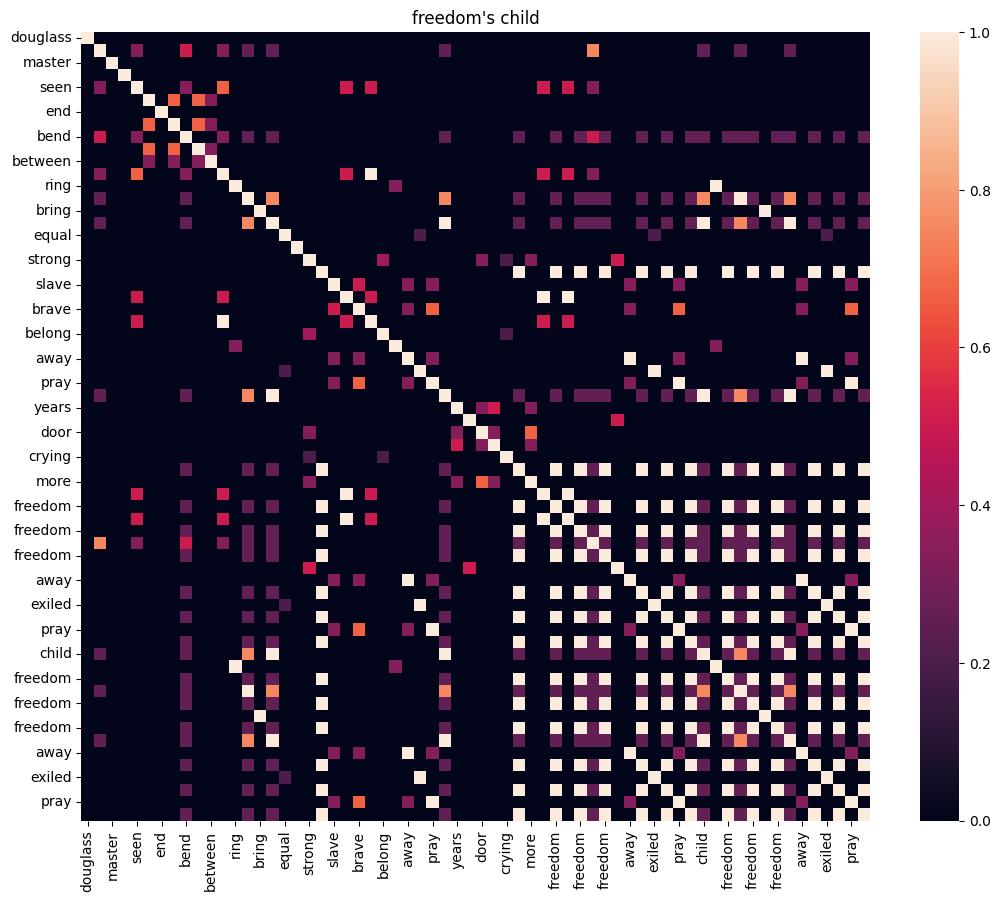 freedom's child
douglass
master
seen
end
bend
between
ring
bring
equal
strong
slave
brave
belong
away
pray
years
door
crying
more
freedom
freedom
freedom
away
exiled
pray
child
freedom
freedom
freedom
away
exiled
pray
1.0
0.8
0.6
0.4
0.2
0.0
douglass
master
seen
end
bend
between
ring
bring
equal
strong
slave
brave
belong
away
pray
years
door
crying
more
freedom
freedom
freedom
away
exiled
pray
child
freedom
freedom
freedom
away
exiled
pray